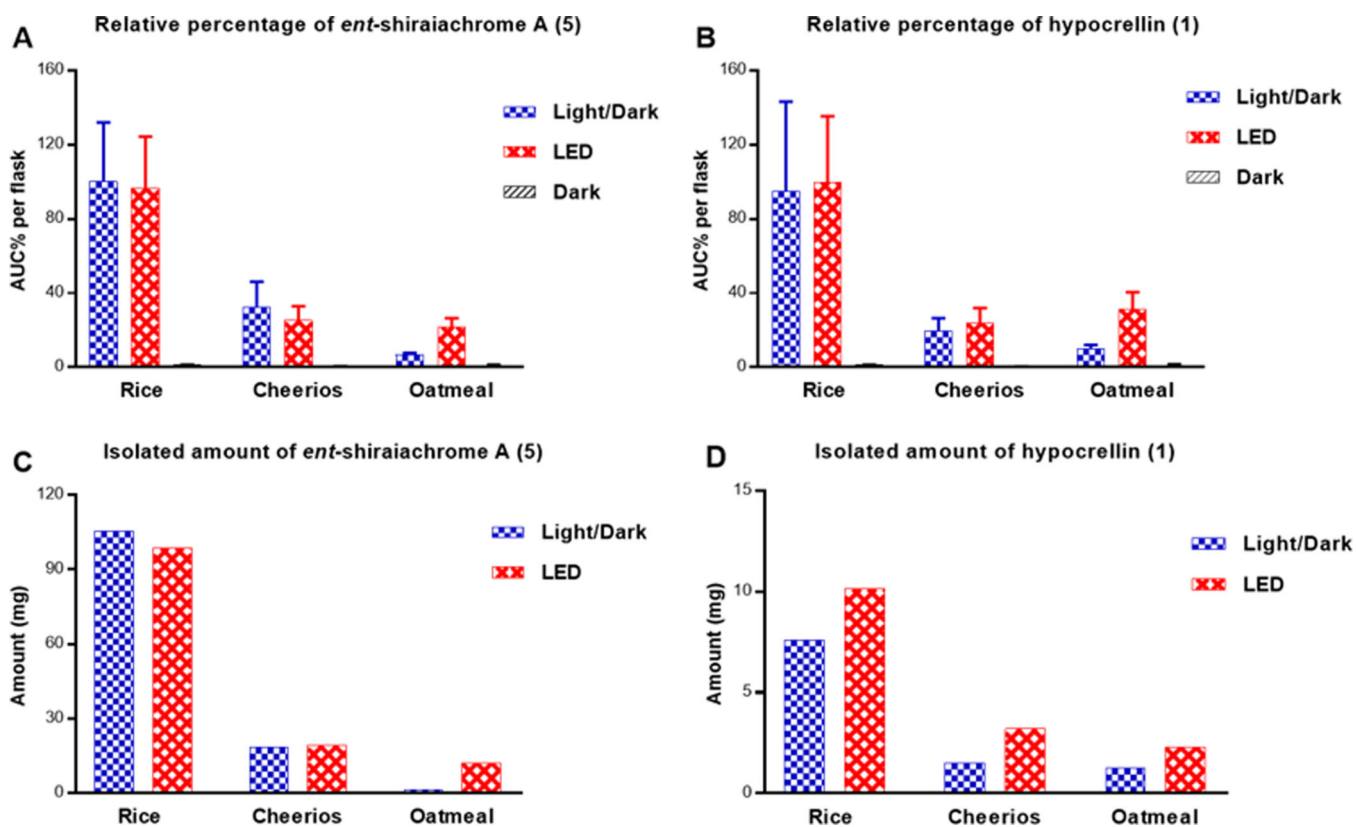 A Relative percentage of ent-shiraiachrome A (5)
AUC% per flask
160
120
80
40
0
Rice Cheerios Oatmeal
Light/Dark
LED
Dark
B Relative percentage of hypocrellin (1)
AUC% per flask
160
120
80
40
0
Rice Cheerios Oatmeal
Light/Dark
LED
Dark
C Isolated amount of ent-shiraiachrome A (5)
Amount (mg)
120
90
60
30
0
Rice Cheerios Oatmeal
Light/Dark
LED
D Isolated amount of hypocrellin (1)
Amount (mg)
15
10
5
0
Rice Cheerios Oatmeal
Light/Dark
LED